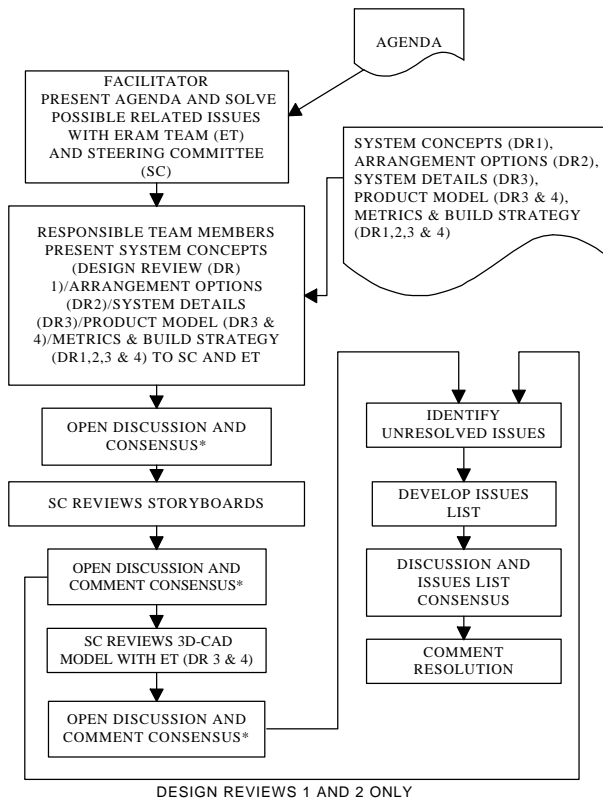 AGENDA
FACILITATOR
PRESENT AGENDA AND SOLVE
POSSIBLE RELATED ISSUES
WITH ERAM TEAM (ET)
AND STEERING COMMITTEE
(SC)
SYSTEM CONCEPTS (DR1),
ARRANGEMENT OPTIONS (DR2),
SYSTEM DETAILS (DR3),
PRODUCT MODEL (DR3 & 4),
METRICS & BUILD STRATEGY
(DR1,2,3 & 4)
RESPONSIBLE TEAM MEMBERS
PRESENT SYSTEM CONCEPTS
(DESIGN REVIEW (DR)
1)/ARRANGEMENT OPTIONS
(DR2)/SYSTEM DETAILS
(DR3)/PRODUCT MODEL (DR3 &
4)/METRICS & BUILD STRATEGY
(DR1,2,3 & 4) TO SC AND ET
OPEN DISCUSSION AND
CONSENSUS*
SC REVIEWS STORYBOARDS
OPEN DISCUSSION AND
COMMENT CONSENSUS*
SC REVIEWS 3D-CAD
MODEL WITH ET (DR 3 & 4)
OPEN DISCUSSION AND
COMMENT CONSENSUS*
IDENTIFY
UNRESOLVED ISSUES
DEVELOP ISSUES
LIST
DISCUSSION AND
ISSUES LIST
CONSENSUS
COMMENT
RESOLUTION
DESIGN REVIEWS 1 AND 2 ONLY